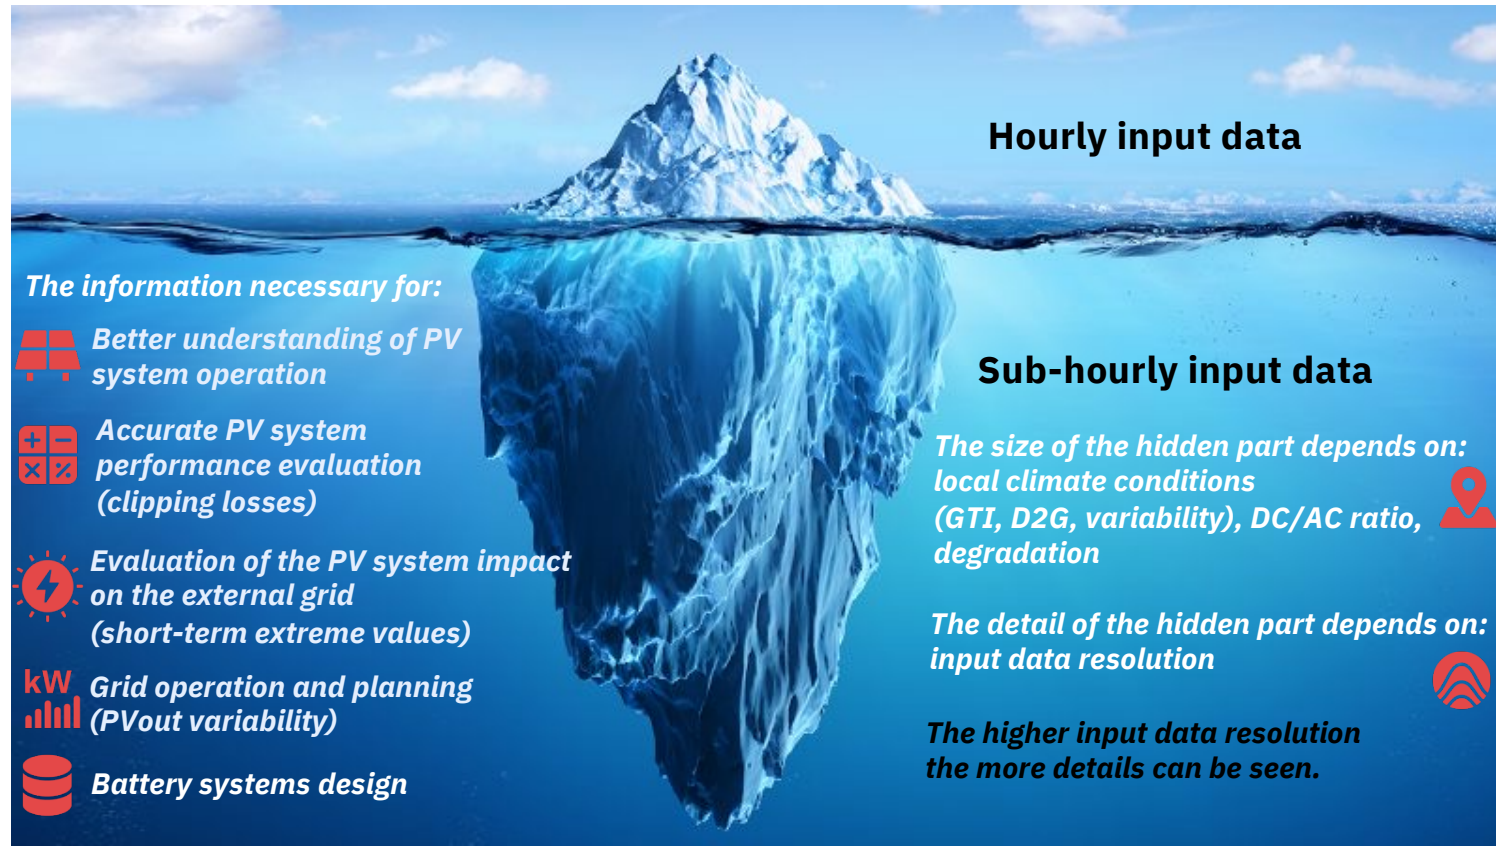 Hourly input data
The information necessary for:
Better understanding of PV
system operation
Accurate PV system
performance evaluation
(clipping losses)
Evaluation of the PV system impact
on the external grid
(short-term extreme values)
kW
Grid operation and planning
(PVout variability)
Battery systems design
Sub-hourly input data
The size of the hidden part depends on:
local climate conditions
(GTI, D2G, variability), DC/AC ratio,
degradation
The detail of the hidden part depends on:
input data resolution
The higher input data resolution
the more details can be seen.